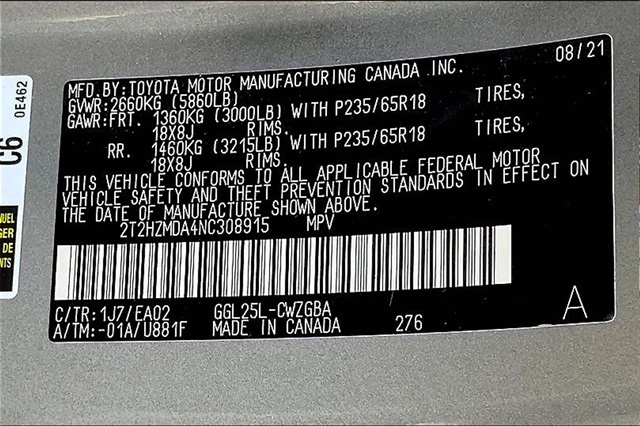 MFD.BY:TOYOTA MOTOR MANUFACTURING CANADA INC. 08/21
GVWR:2660KG (5860LB)
GAWR:FRT. 1360KG (3000LB) WITH P235/65R18 TIRES,
18X8J RIMS.
RR. 1460KG (3215LB) WITH P235/65R18 TIRES,
18X8J RIMS.
THIS VEHICLE CONFORMS TO ALL APPLICABLE FEDERAL MOTOR
VEHICLE SAFETY AND THEFT PREVENTION STANDARDS IN EFFECT ON
THE DATE OF MANUFACTURE SHOWN ABOVE.
2T2HZMDA4NC308915 MPV
C/TR:1J7/EA02 GGL25L-CWZGBA A
A/TM:-01A/U881F MADE IN CANADA 276
C6
0E462
NUEL
GER
DE